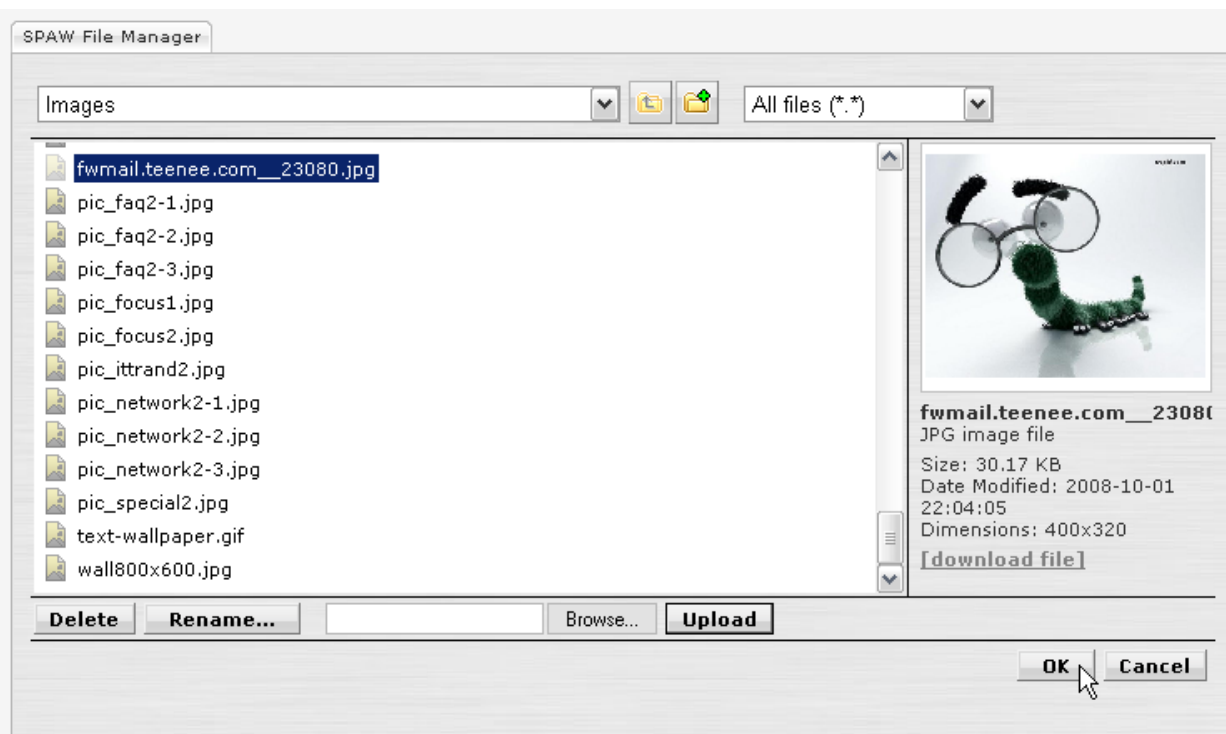 SPAW File Manager
Images
All files (*.*)
fwmail.teenee.com__23080.jpg
pic_faq2-1.jpg
pic_faq2-2.jpg
pic_faq2-3.jpg
pic_focus1.jpg
pic_focus2.jpg
pic_ittrand2.jpg
pic_network2-1.jpg
pic_network2-2.jpg
pic_network2-3.jpg
pic_special2.jpg
text-wallpaper.gif
wall800x600.jpg
fwmail.teenee.com__2308
JPG image file
Size: 30.17 KB
Date Modified: 2008-10-01
22:04:05
Dimensions: 400x320
[download file]
Delete
Rename...
Browse...
Upload
OK
Cancel